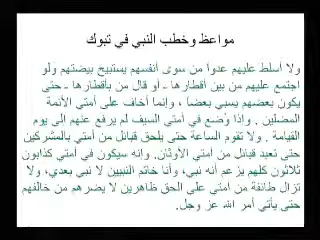 مواعظ وخطب النبي في تبوك
ولا أسلط عليهم عدوا من سوى أنفسهم يستبيح بيضتهم ولو
اجتمع عليهم من بين أقطارها ـ أو قال من بأقطارها ـ حتى
يكون بعضهم يسبي بعضا ، وإنما أخاف على أمتي الأئمة
المضلين . وإذا وُضع في أمتي السيف لم يرفع عنهم إلى يوم
القيامة . ولا تقوم الساعة حتى يلحق قبائل من أمتي بالمشركين
حتى تعبد قبائل من أمتي الأوثان. وإنه سيكون في أمتي كذابون
ثلاثون كلهم يزعم أنه نبي، وأنا خاتم النبيين لا نبي بعدي، ولا
تزال طائفة من أمتي على الحق ظاهرين لا يضرهم من خالفهم
حتى يأتي أمر الله عز وجل.